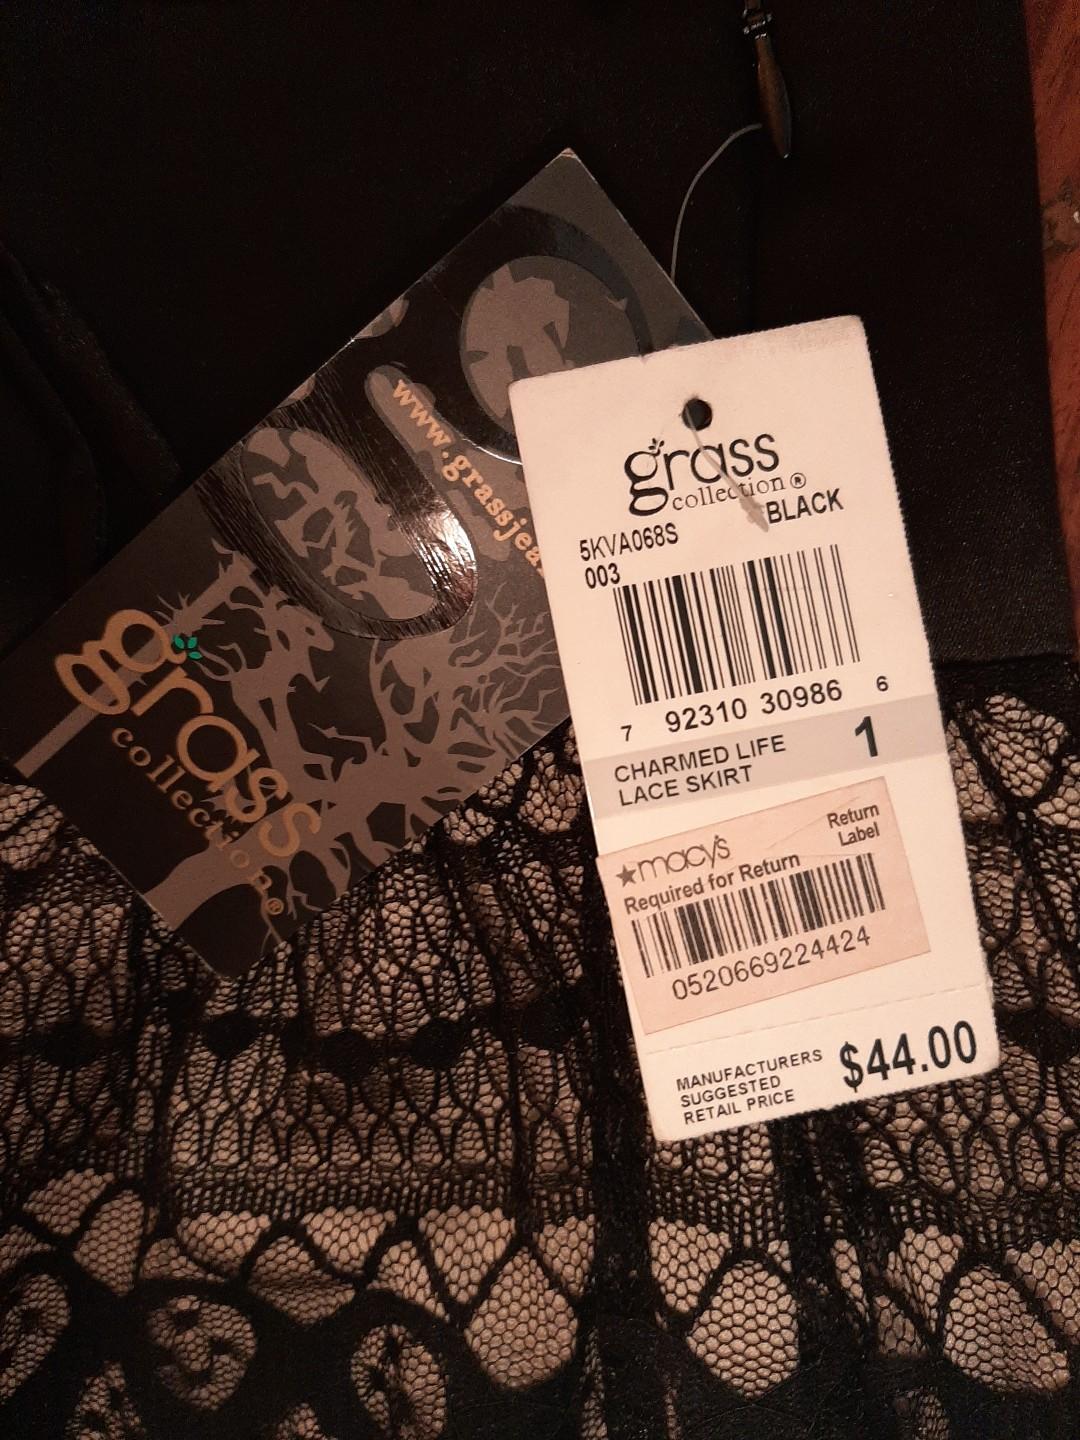 www.grassjea
grass
collection®
grass
collection®
5KVA068S
BLACK
003
7 92310 30986 6
CHARMED LIFE
LACE SKIRT
1
Return
Label
★macy's
Required for Return
0520669224424
MANUFACTURERS
SUGGESTED
RETAIL PRICE
$44.00